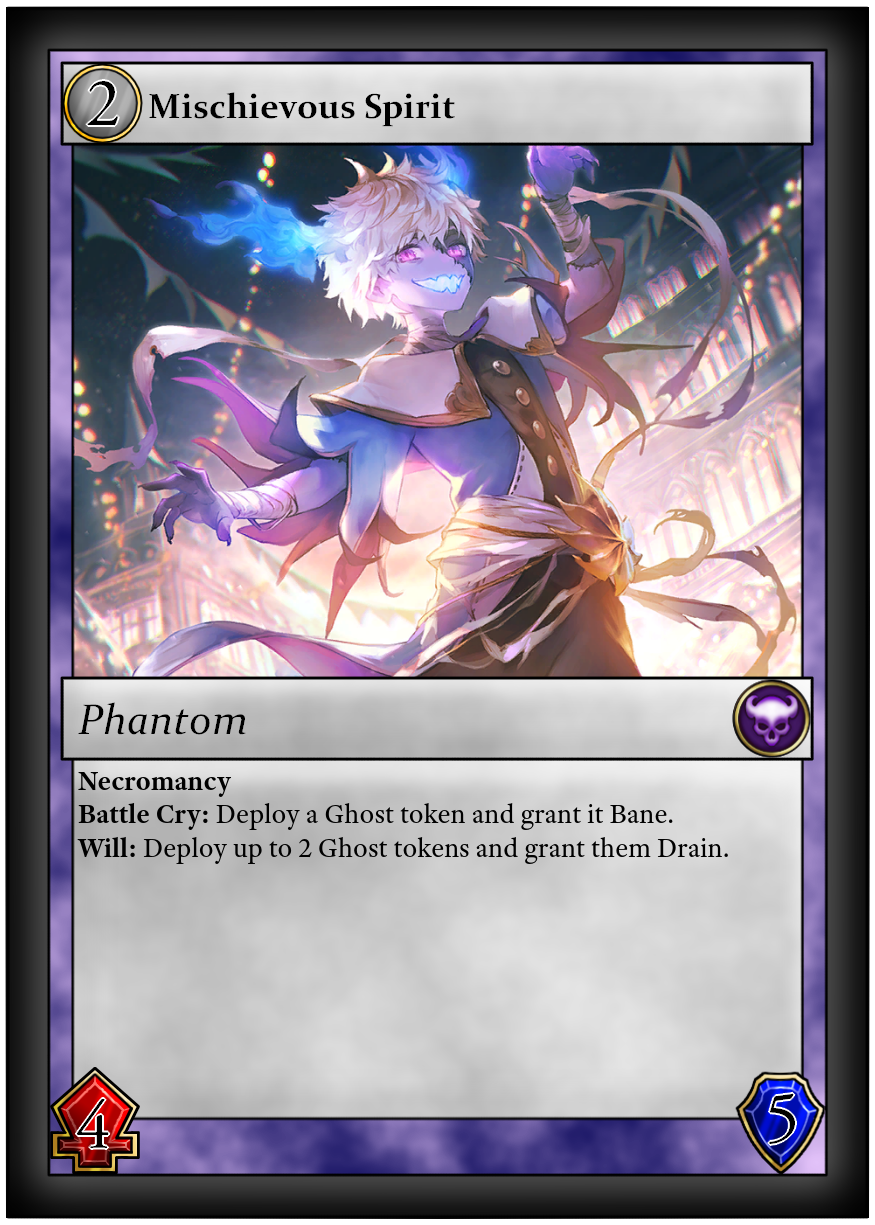 2 Mischievous Spirit
Phantom
Necromancy
Battle Cry: Deploy a Ghost token and grant it Bane.
Will: Deploy up to 2 Ghost tokens and grant them Drain.
4 5